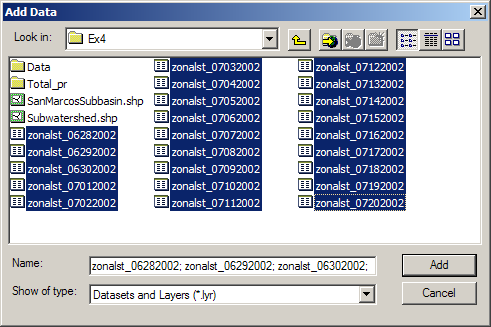 Add Data
Look in: Ex4
Data
Total_pr
SanMarcosSubbasin.shp
Subwatershed.shp
zonalst_06282002
zonalst_06292002
zonalst_06302002
zonalst_07012002
zonalst_07022002
zonalst_07032002
zonalst_07042002
zonalst_07052002
zonalst_07062002
zonalst_07072002
zonalst_07082002
zonalst_07092002
zonalst_07102002
zonalst_07112002
zonalst_07122002
zonalst_07132002
zonalst_07142002
zonalst_07152002
zonalst_07162002
zonalst_07172002
zonalst_07182002
zonalst_07192002
zonalst_07202002
Name: zonalst_06282002; zonalst_06292002; zonalst_06302002; Add
Show of type: Datasets and Layers (*.lyr) Cancel